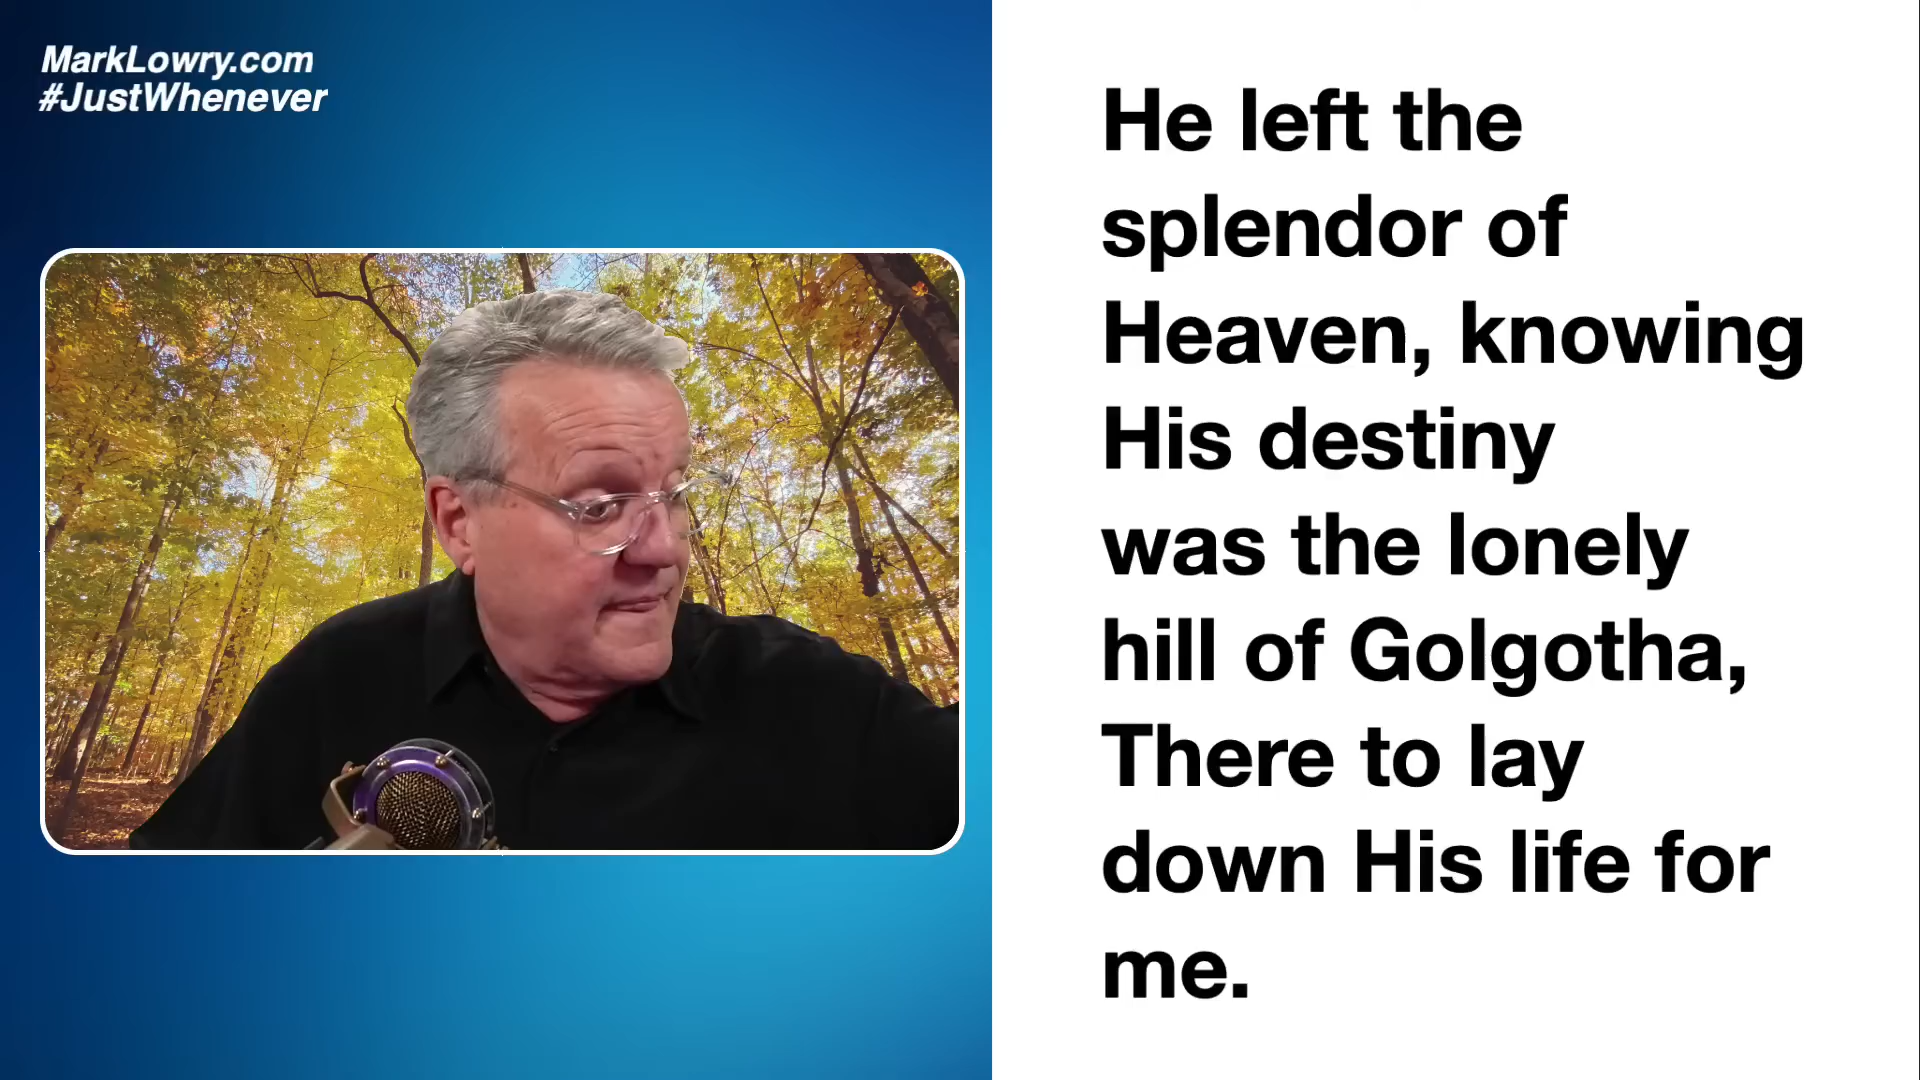 MarkLowry.com
#JustWhenever
He left the
splendor of
Heaven, knowing
His destiny
was the lonely
hill of Golgotha,
There to lay
down His life for
me.